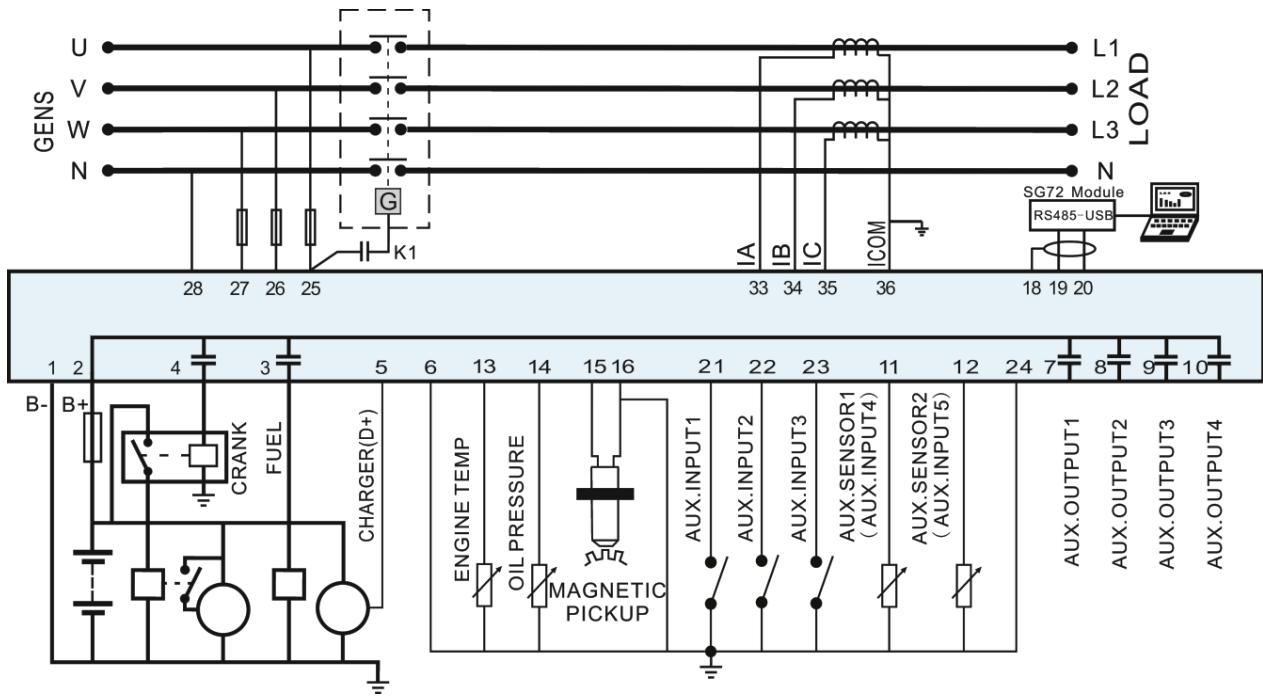 GENS
U
V
W
N
G
K1
L1
L2
L3
N
LOAD
SG72 Module
RS485-USB
IA
IB
IC
ICOM
28
27
26
25
33
34
35
36
18
19
20
1
2
4
3
5
6
13
14
15
16
21
22
23
11
12
24
7
8
9
10
B-
B+
CRANK
FUEL
CHARGER(D+)
ENGINE TEMP
OIL PRESSURE
MAGNETIC
PICKUP
AUX.INPUT1
AUX.INPUT2
AUX.INPUT3
AUX.SENSOR1
(AUX.INPUT4)
AUX.SENSOR2
(AUX.INPUT5)
AUX.OUTPUT1
AUX.OUTPUT2
AUX.OUTPUT3
AUX.OUTPUT4